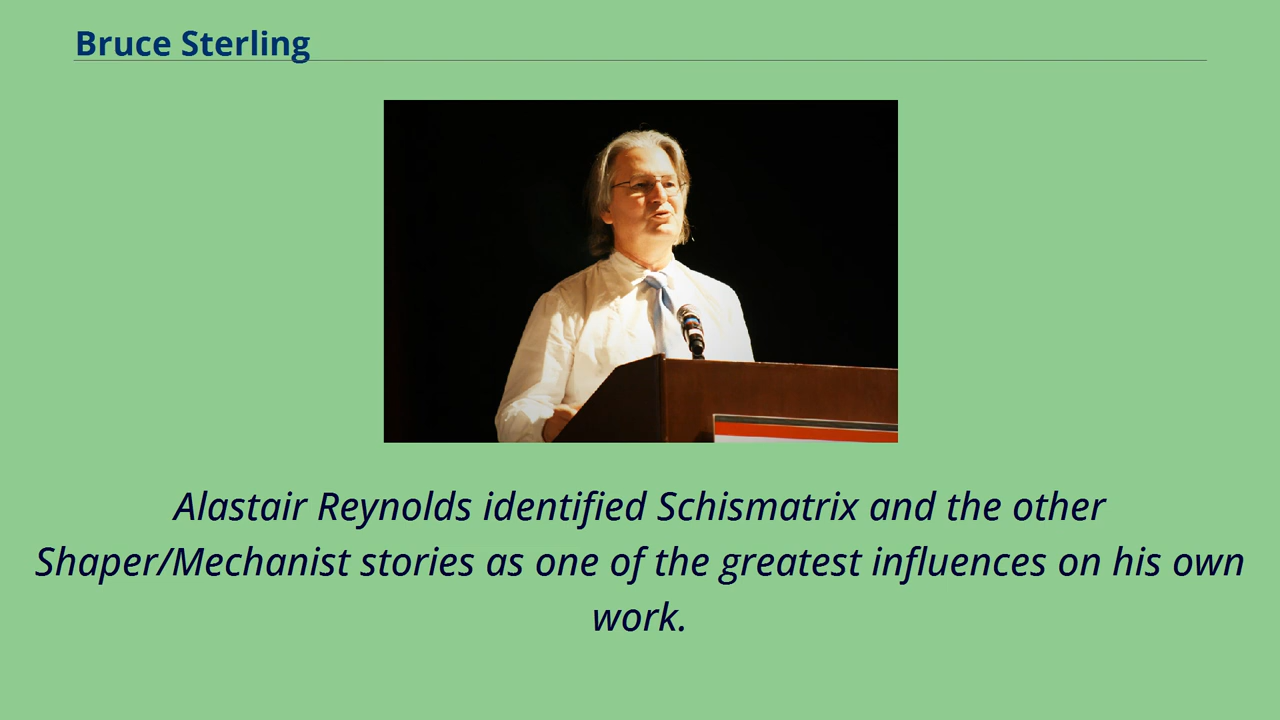 Bruce Sterling
Alastair Reynolds identified Schismatrix and the other
Shaper/Mechanist stories as one of the greatest influences on his own
work.